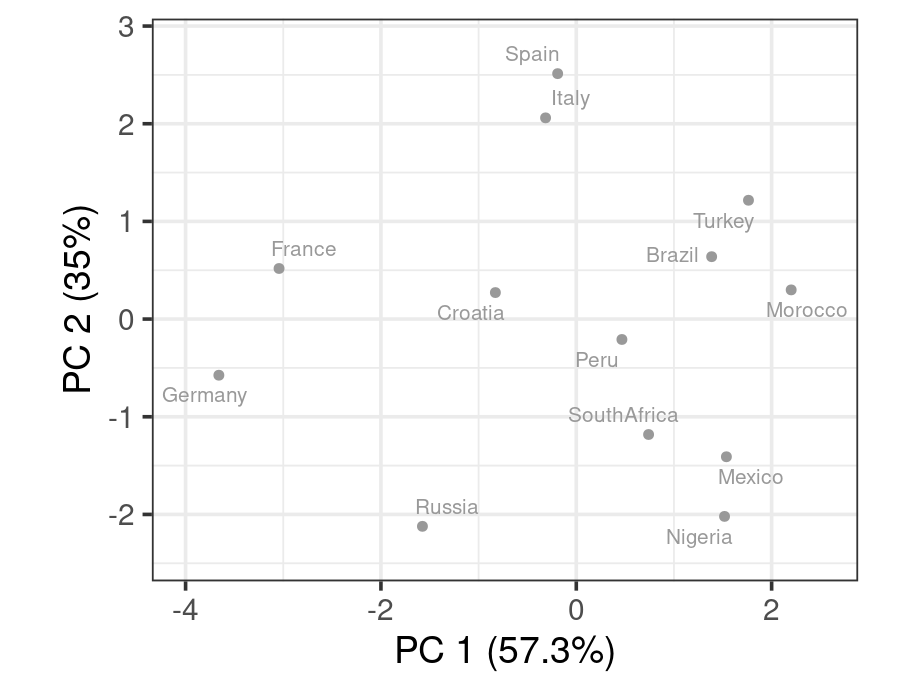 3
2
1
0
-1
-2
PC 2 (35%)
Spain
Italy
Turkey
France
Brazil
Croatia
Morocco
Peru
Germany
SouthAfrica
Mexico
Russia
Nigeria
-4 -2 0 2
PC 1 (57.3%)